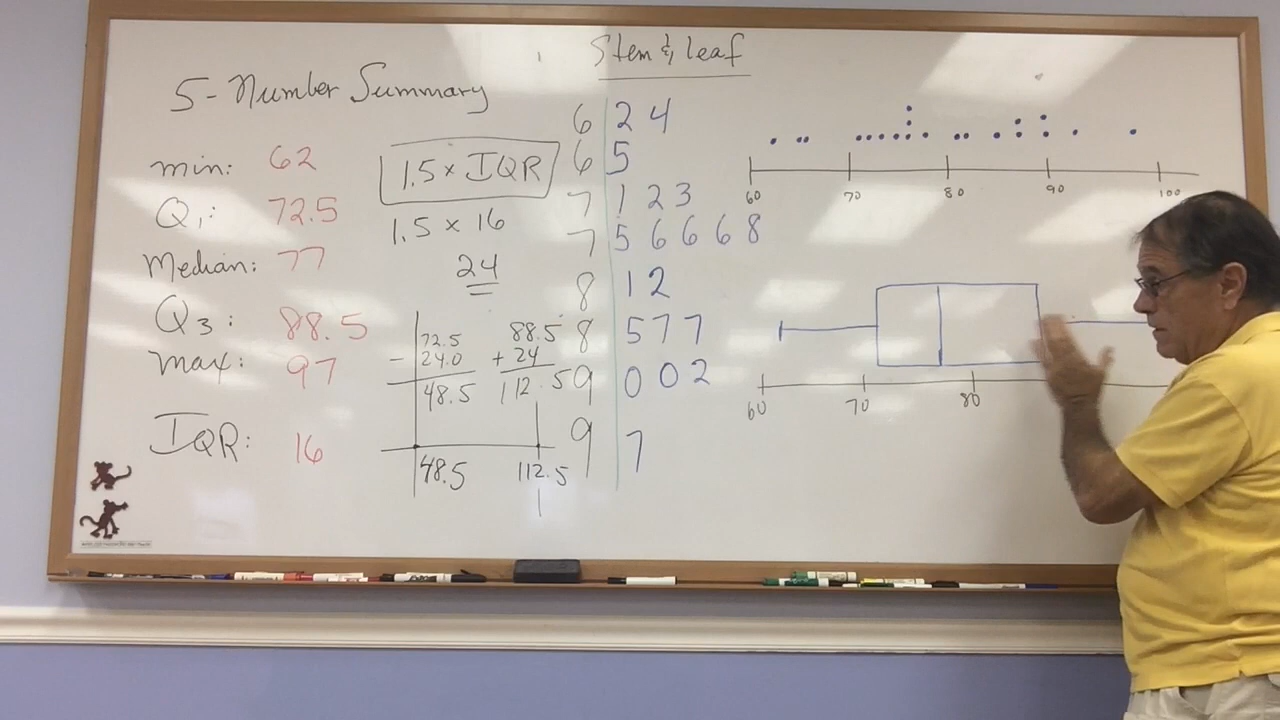 Stem & leaf
5-Number Summary
min: 62
Q1: 72.5
Median: 77
Q3: 88.5
max: 97
IQR: 16
1.5 × IQR
1.5 × 16
24
72.5
- 24.0
48.5
88.5
+ 24
112.5
48.5 112.5
6 2 4
6 5
7 1 2 3
7 5 6 6 6 8
8 1 2
8 5 7 7
9 0 0 2
9 7
60 70 80 90 100
60 70 80